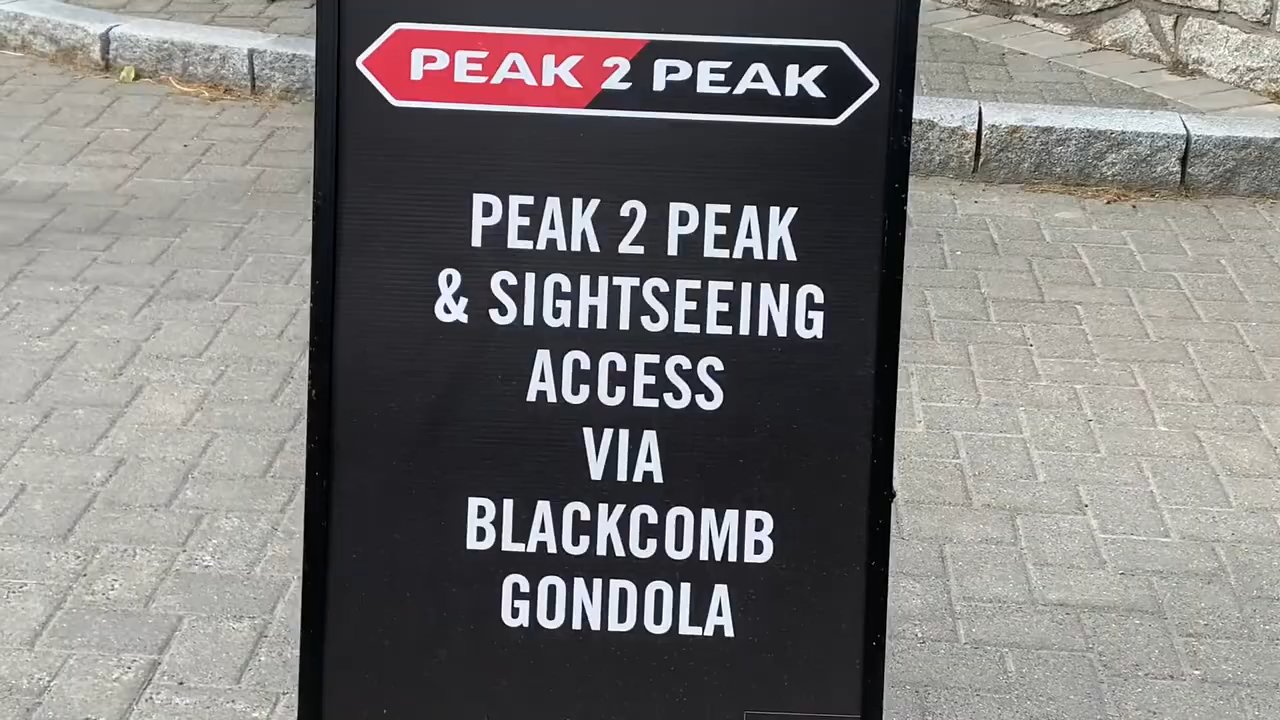 PEAK 2 PEAK
PEAK 2 PEAK
& SIGHTSEEING
ACCESS
VIA
BLACKCOMB
GONDOLA